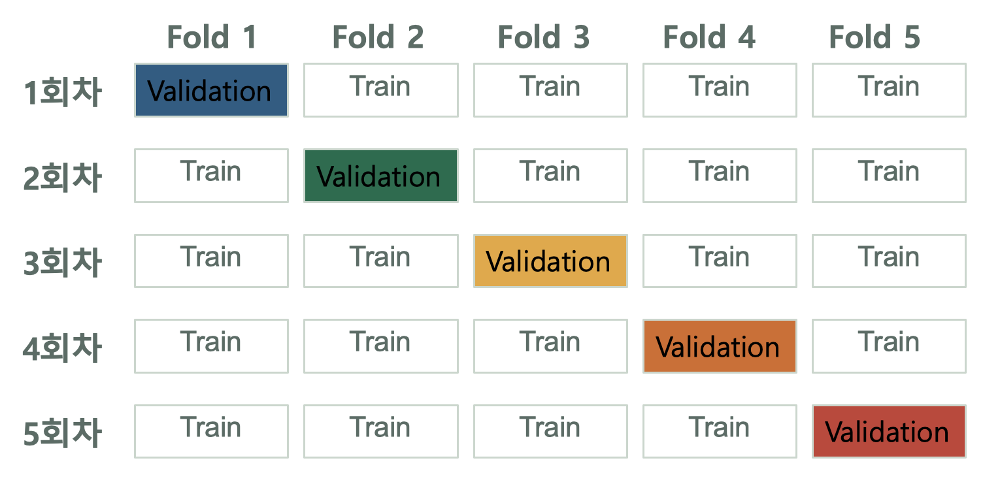 Fold 1 Fold 2 Fold 3 Fold 4 Fold 5
1회차 Validation Train Train Train Train
2회차 Train Validation Train Train Train
3회차 Train Train Validation Train Train
4회차 Train Train Train Validation Train
5회차 Train Train Train Train Validation